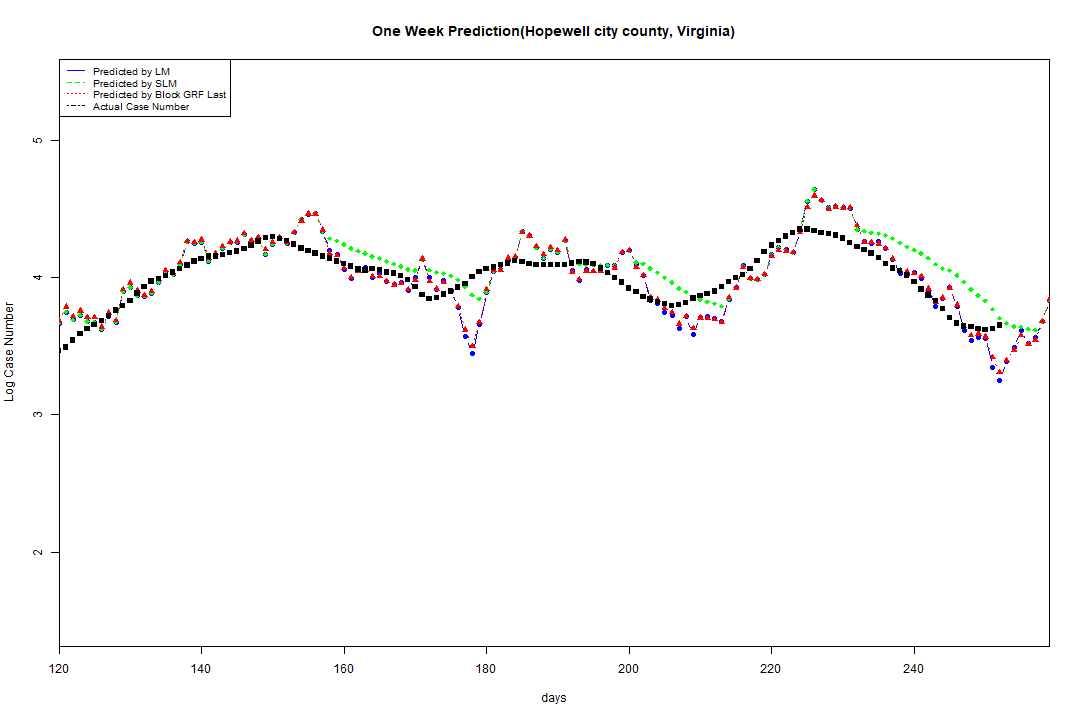 One Week Prediction(Hopewell city county, Virginia)
Predicted by LM
Predicted by SLM
Predicted by Block GRF Last
Actual Case Number
5
4
3
2
Log Case Number
120 140 160 180 200 220 240
days